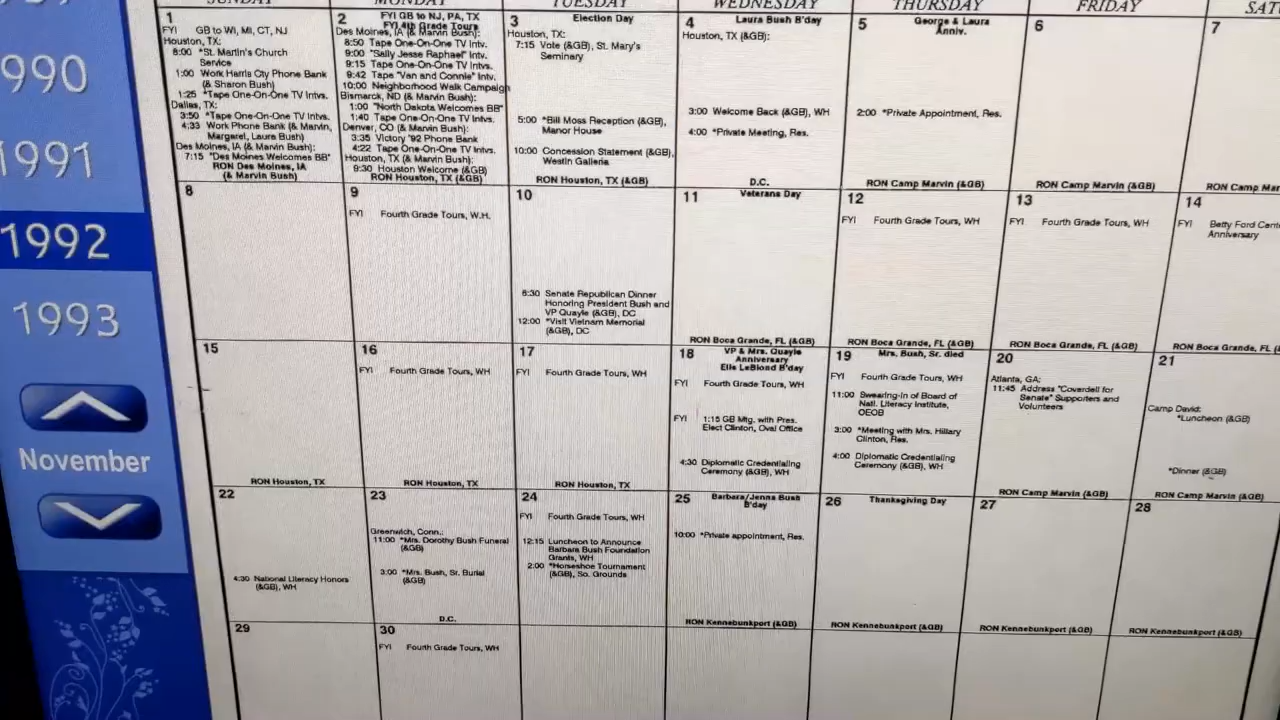 990
1991
1992
1993
November
MONDAY
TUESDAY
WEDNESDAY
THURSDAY
FRIDAY
SAT
1
FYI GB to WI, MI, CT, NJ
Houston, TX:
8:00 *St. Martin's Church
Service
1:00 Work Harris Cty Phone Bank
(& Sharon Bush)
1:25 *Tape One-On-One TV Intvs.
Dallas, TX:
3:50 *Tape One-On-One TV Intvs.
4:33 Work Phone Bank (& Marvin,
Margaret, Laura Bush)
Des Moines, IA (& Marvin Bush):
7:15 "Des Moines Welcomes BB"
RON Des Moines, IA
(& Marvin Bush)
2
FYI GB to NJ, PA, TX
FYI 4th Grade Tours
Des Moines, IA (& Marvin Bush):
8:50 Tape One-On-One TV Intv.
9:00 "Sally Jesse Raphael" Intv.
9:15 Tape One-On-One TV Intv.
9:42 Tape "Van and Connie" Intv.
10:00 Neighborhood Walk Campaign
Bismarck, ND (& Marvin Bush):
1:00 "North Dakota Welcomes BB"
1:40 Tape One-On-One TV Intvs.
Denver, CO (& Marvin Bush):
3:35 Victory '92 Phone Bank
4:22 Tape One-On-One TV Intvs.
Houston, TX (& Marvin Bush):
9:30 Houston Welcome (&GB)
RON Houston, TX (&GB)
3
Election Day
Houston, TX:
7:15 Vote (&GB), St. Mary's
Seminary
5:00 *Bill Moss Reception (&GB),
Manor House
10:00 Concession Statement (&GB),
Westin Galleria
RON Houston, TX (&GB)
4
Laura Bush B'day
Houston, TX (&GB):
3:00 Welcome Back (&GB), WH
4:00 *Private Meeting, Res.
D.C.
5
George & Laura
Anniv.
2:00 *Private Appointment, Res.
RON Camp Marvin (&GB)
6
RON Camp Marvin (&GB)
7
RON Camp Mar
8
9
FYI Fourth Grade Tours, W.H.
10
6:30 Senate Republican Dinner
Honoring President Bush and
VP Quayle (&GB), DC
12:00 *Visit Vietnam Memorial
(&GB), DC
11
Veterans Day
RON Boca Grande, FL (&GB)
12
FYI Fourth Grade Tours, WH
RON Boca Grande, FL (&GB)
13
FYI Fourth Grade Tours, WH
RON Boca Grande, FL (&GB)
14
FYI Betty Ford Cent
Anniversary
RON Boca Grande, FL (&
15
RON Houston, TX
16
FYI Fourth Grade Tours, WH
RON Houston, TX
17
FYI Fourth Grade Tours, WH
RON Houston, TX
18
VP & Mrs. Quayle
Anniversary
Elle LeBlond B'day
FYI Fourth Grade Tours, WH
FYI 1:15 GB Mtg. with Pres.
Elect Clinton, Oval Office
4:30 Diplomatic Credentialing
Ceremony (&GB), WH
19
Mrs. Bush, Sr. died
FYI Fourth Grade Tours, WH
11:00 Swearing-In of Board of
Natl. Literacy Institute,
OEOB
3:00 *Meeting with Mrs. Hillary
Clinton, Res.
4:00 Diplomatic Credentialing
Ceremony (&GB), WH
20
Atlanta, GA:
11:45 Address "Coverdell for
Senate" Supporters and
Volunteers
RON Camp Marvin (&GB)
21
Camp David:
*Luncheon (&GB)
*Dinner (&GB)
RON Camp Marvin (&GB)
22
4:30 National Literacy Honors
(&GB), WH
23
Greenwich, Conn.:
11:00 *Mrs. Dorothy Bush Funeral
(&GB)
3:00 *Mrs. Bush, Sr. Burial
(&GB)
D.C.
24
FYI Fourth Grade Tours, WH
12:15 Luncheon to Announce
Barbara Bush Foundation
Grants, WH
2:00 *Horseshoe Tournament
(&GB), So. Grounds
25
Barbara/Jenna Bush
B'day
10:00 *Private appointment, Res.
RON Kennebunkport (&GB)
26
Thanksgiving Day
RON Kennebunkport (&GB)
27
RON Kennebunkport (&GB)
28
RON Kennebunkport (&GB)
29
30
FYI Fourth Grade Tours, WH